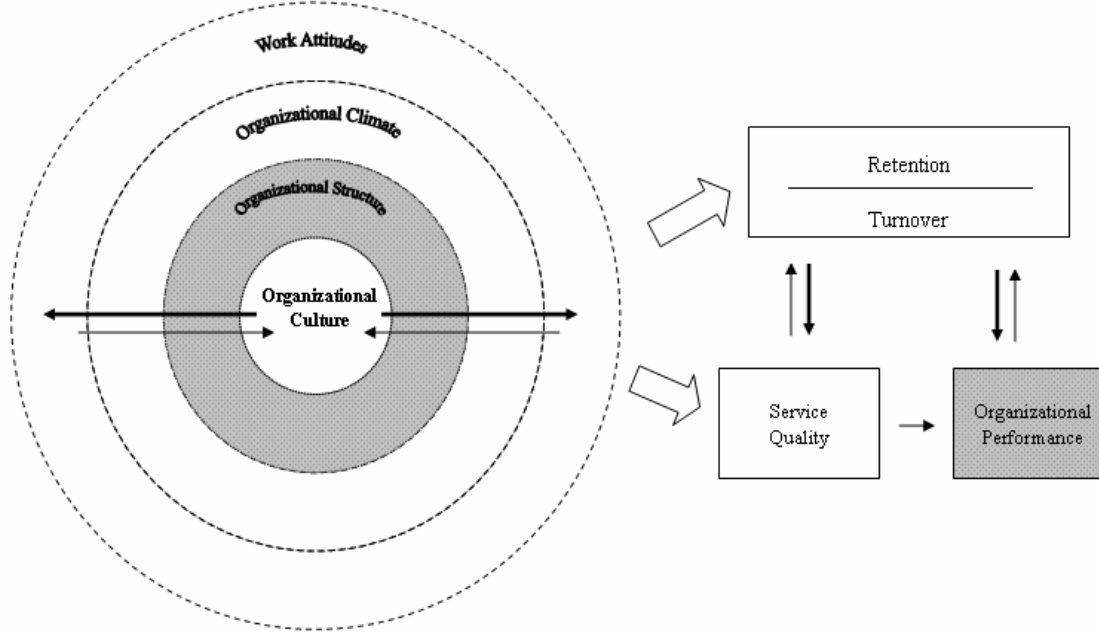 Work Attitudes
Organizational Climate
Organizational Structure
Organizational
Culture
Retention
Turnover
Service
Quality
Organizational
Performance